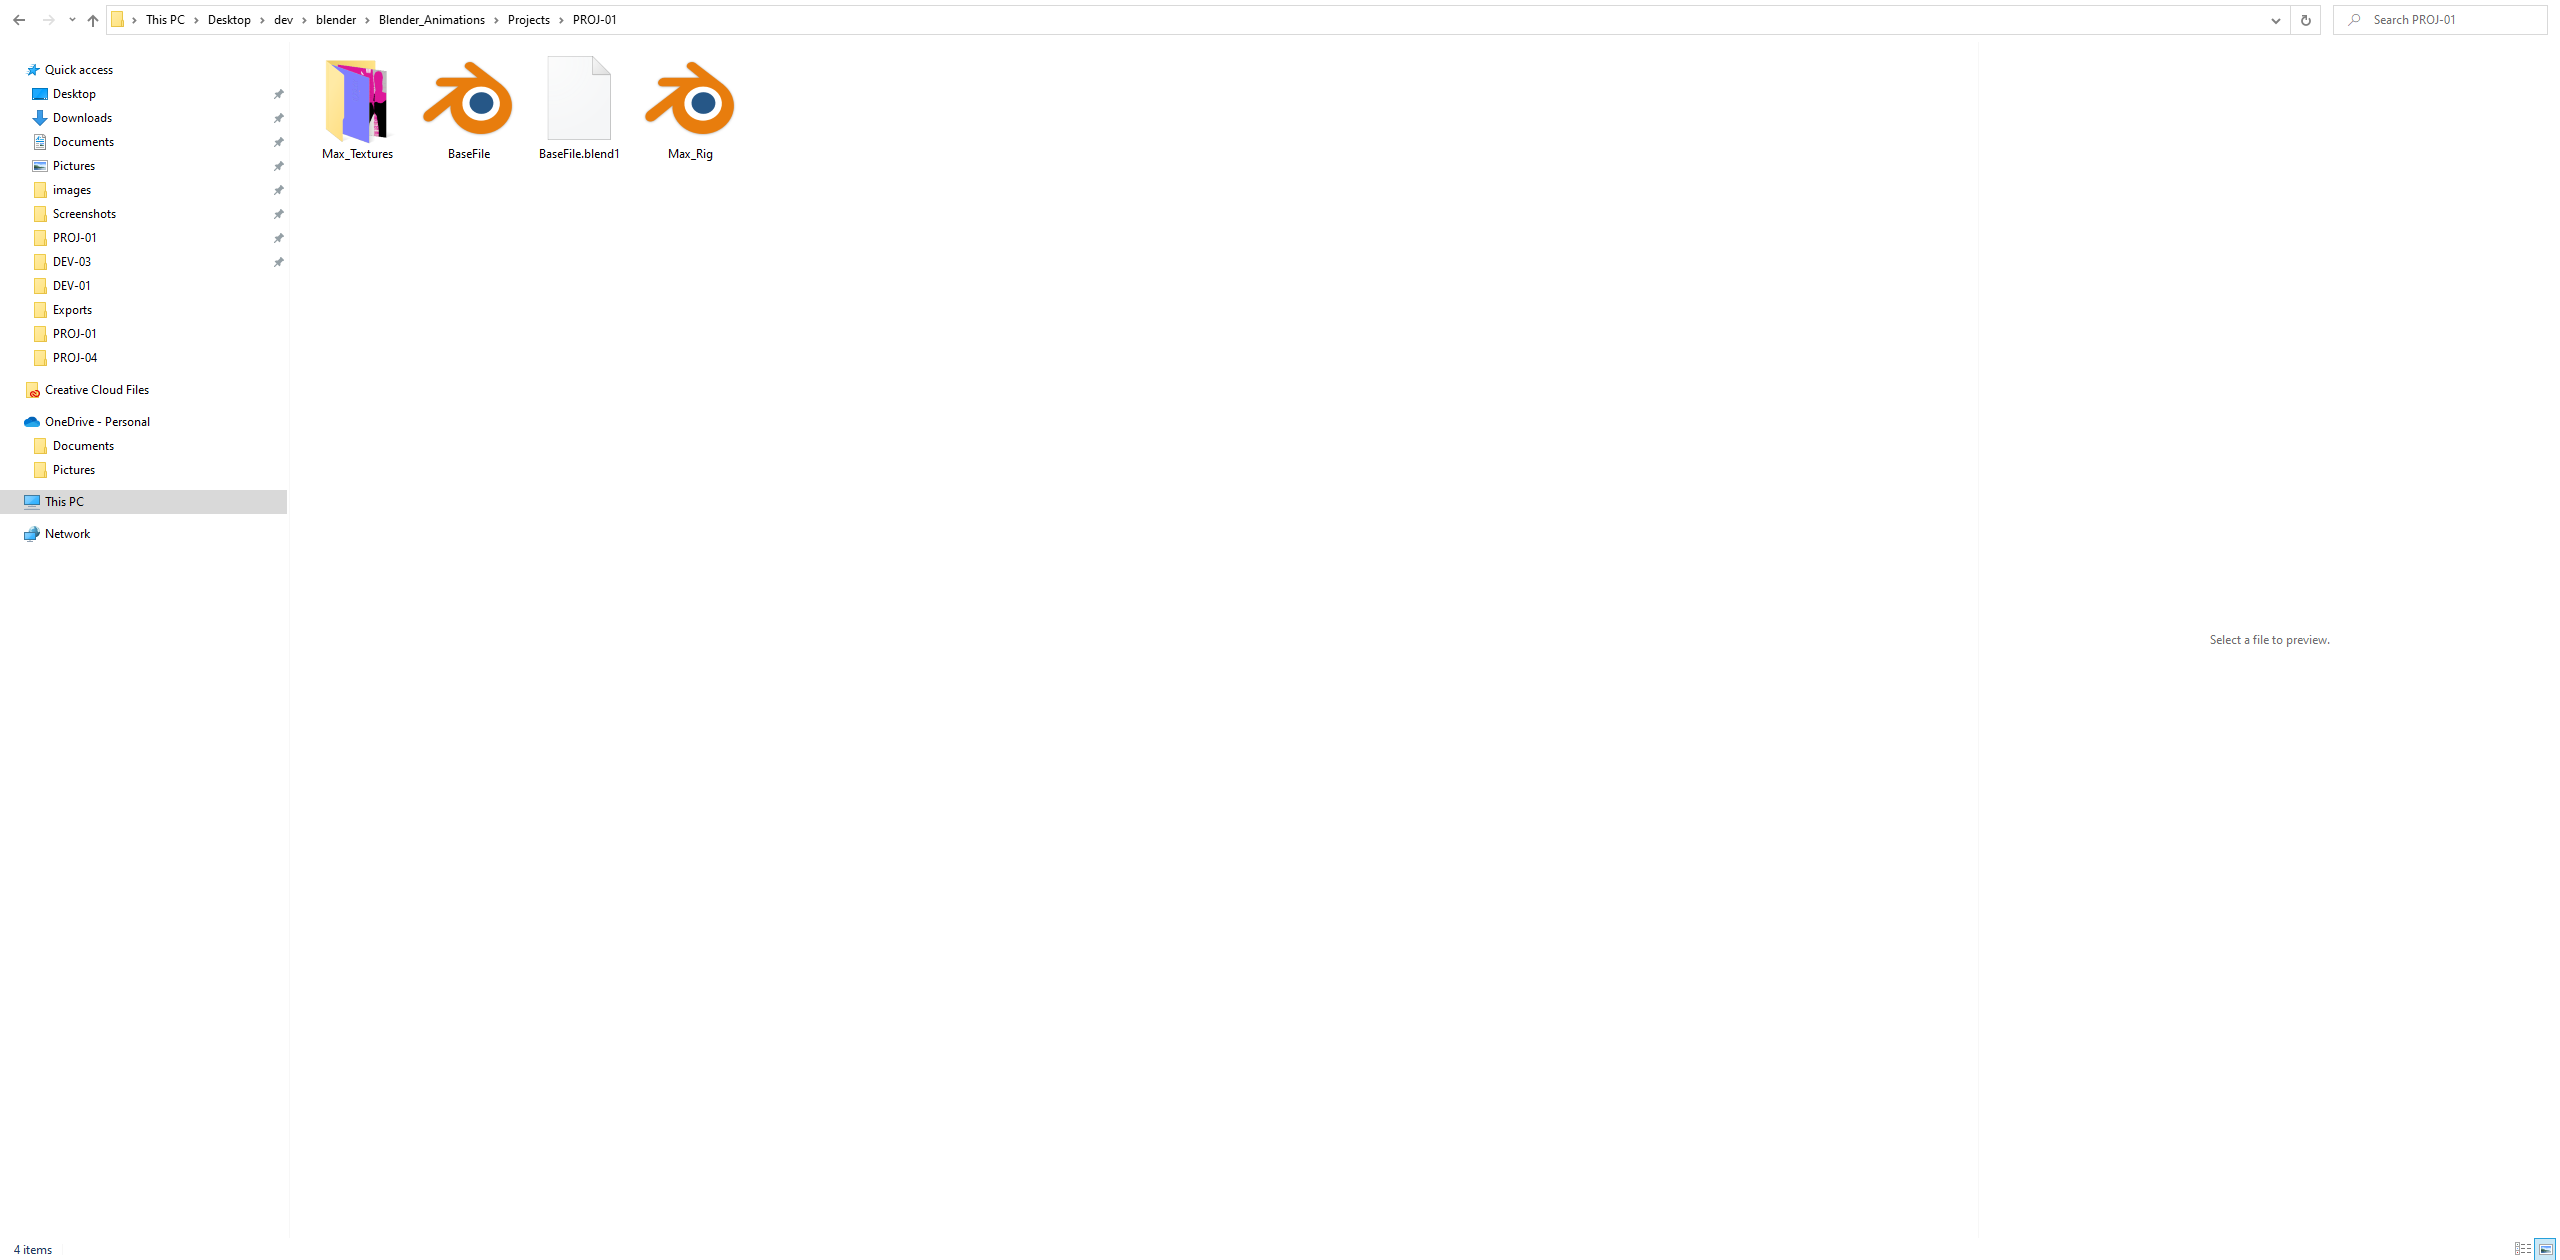 This PC > Desktop > dev > blender > Blender_Animations > Projects > PROJ-01
Search PROJ-01
Quick access
Desktop
Downloads
Documents
Pictures
images
Screenshots
PROJ-01
DEV-03
DEV-01
Exports
PROJ-01
PROJ-04
Creative Cloud Files
OneDrive - Personal
Documents
Pictures
This PC
Network
Max_Textures
BaseFile
BaseFile.blend1
Max_Rig
Select a file to preview.
4 items